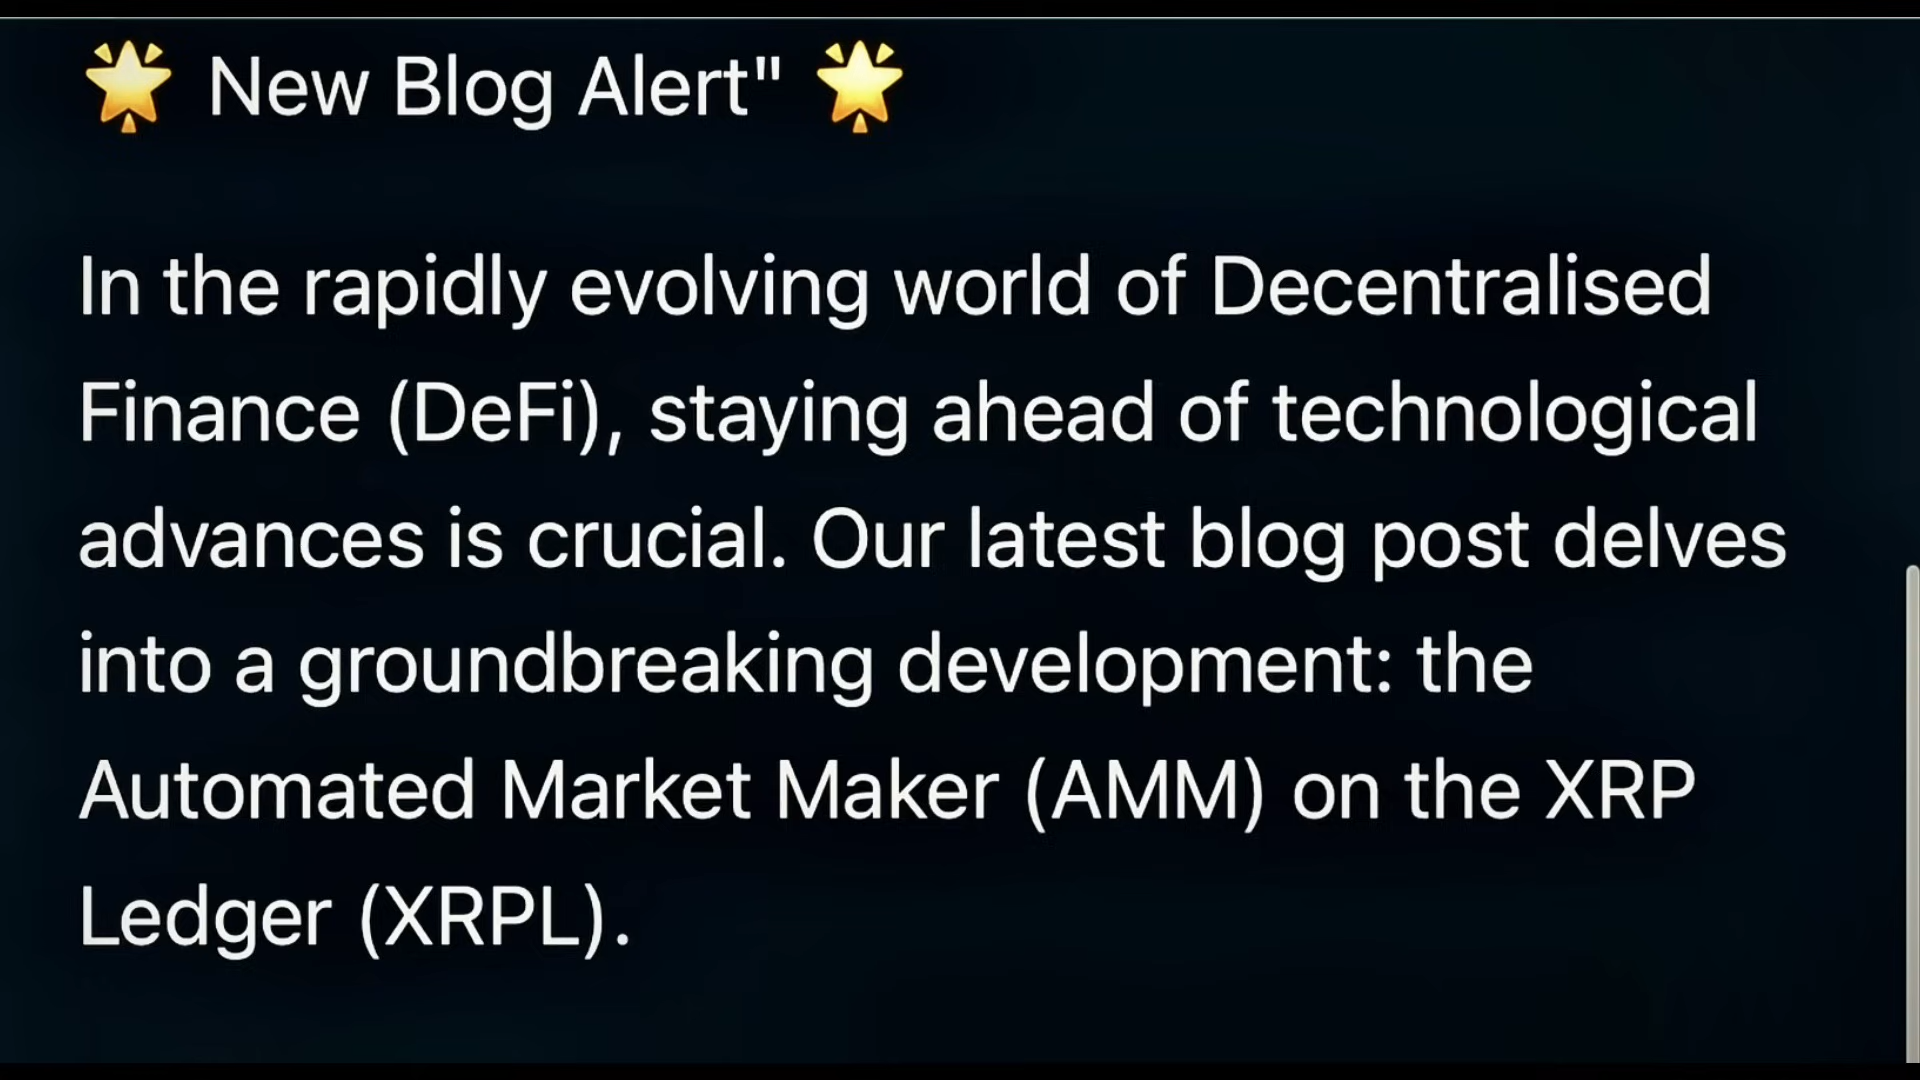 🌟 New Blog Alert" 🌟
In the rapidly evolving world of Decentralised
Finance (DeFi), staying ahead of technological
advances is crucial. Our latest blog post delves
into a groundbreaking development: the
Automated Market Maker (AMM) on the XRP
Ledger (XRPL).